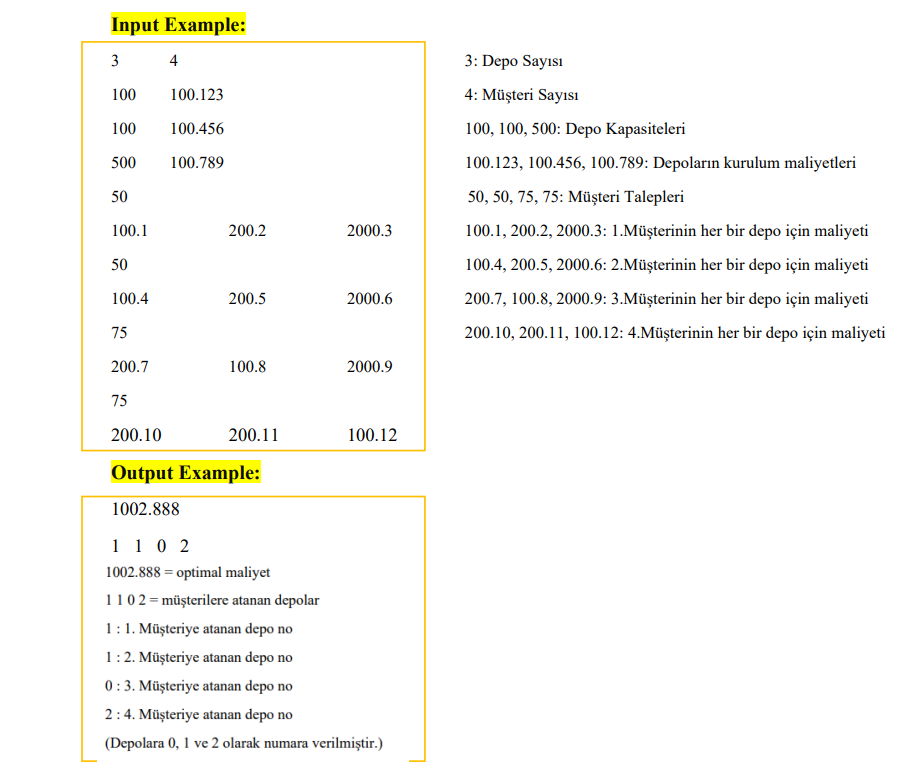 Input Example:
3 4 3: Depo Sayısı
100 100.123 4: Müşteri Sayısı
100 100.456 100, 100, 500: Depo Kapasiteleri
500 100.789 100.123, 100.456, 100.789: Depoların kurulum maliyetleri
50 50, 50, 75, 75: Müşteri Talepleri
100.1 200.2 2000.3 100.1, 200.2, 2000.3: 1.Müşterinin her bir depo için maliyeti
50 100.4, 200.5, 2000.6: 2.Müşterinin her bir depo için maliyeti
100.4 200.5 2000.6 200.7, 100.8, 2000.9: 3.Müşterinin her bir depo için maliyeti
75 200.10, 200.11, 100.12: 4.Müşterinin her bir depo için maliyeti
200.7 100.8 2000.9
75
200.10 200.11 100.12
Output Example:
1002.888
1 1 0 2
1002.888 = optimal maliyet
1 1 0 2 = müşterilere atanan depolar
1 : 1. Müşteriye atanan depo no
1 : 2. Müşteriye atanan depo no
0 : 3. Müşteriye atanan depo no
2 : 4. Müşteriye atanan depo no
(Depolara 0, 1 ve 2 olarak numara verilmiştir.)